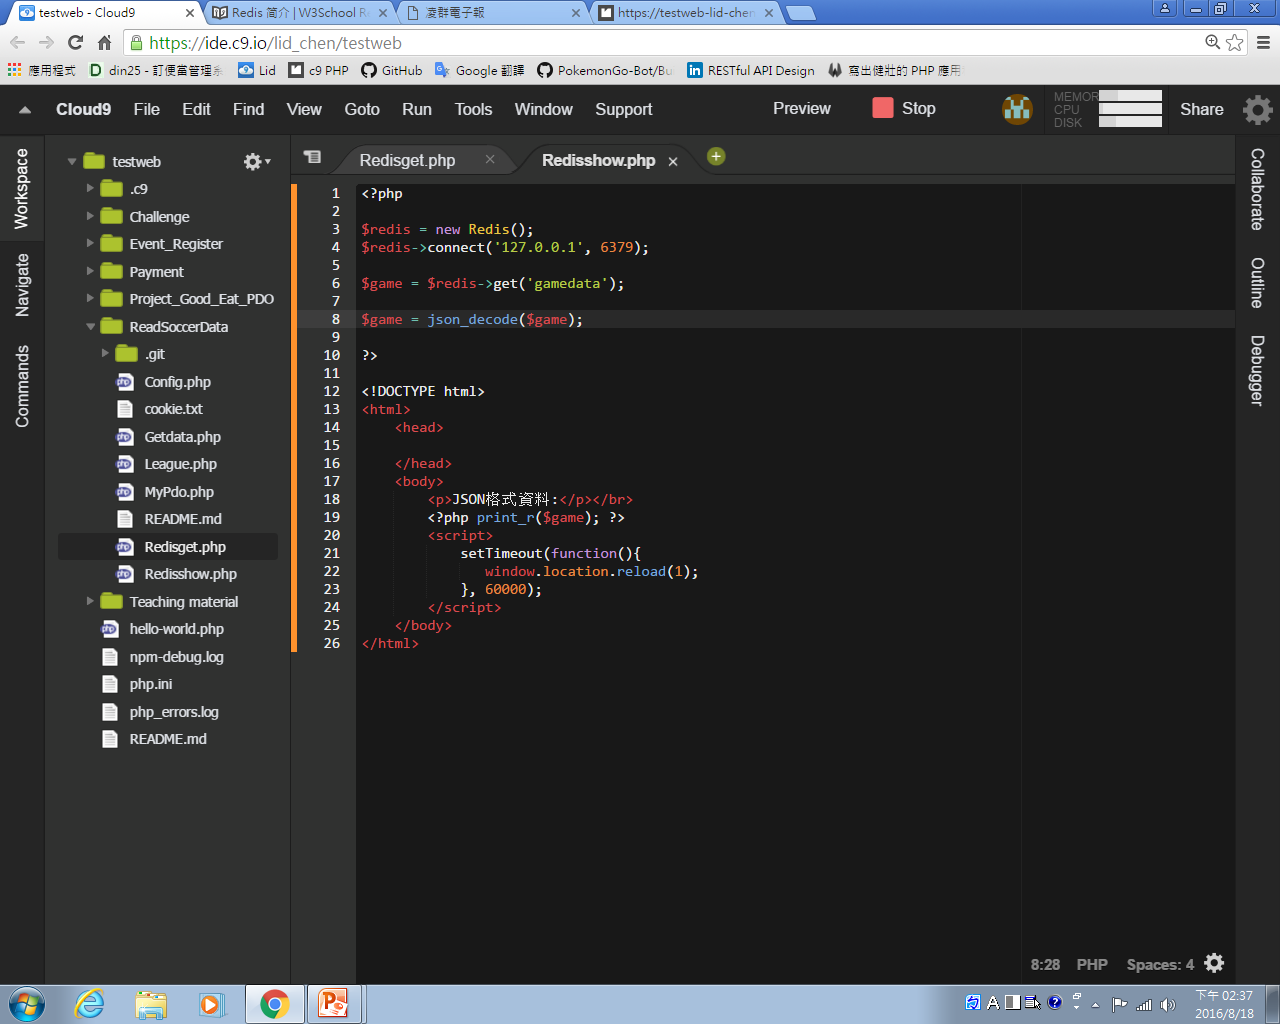 testweb - Cloud9
Redis 簡介 | W3School Re
凌群電子報
https://testweb-lid-chen
https://ide.c9.io/lid_chen/testweb
應用程式
din25 - 訂便當管理系
Lid
c9 PHP
GitHub
Google 翻譯
PokemonGo-Bot/Bu
RESTful API Design
寫出健壯的 PHP 應用
Cloud9 File Edit Find View Goto Run Tools Window Support
Preview
Stop
MEMOR
CPU
DISK
Share
Workspace
Navigate
Commands
testweb
.c9
Challenge
Event_Register
Payment
Project_Good_Eat_PDO
ReadSoccerData
.git
Config.php
cookie.txt
Getdata.php
League.php
MyPdo.php
README.md
Redisget.php
Redisshow.php
Teaching material
hello-world.php
npm-debug.log
php.ini
php_errors.log
README.md
Redisget.php
Redisshow.php
1 <?php
2
3 $redis = new Redis();
4 $redis->connect('127.0.0.1', 6379);
5
6 $game = $redis->get('gamedata');
7
8 $game = json_decode($game);
9
10 ?>
11
12 <!DOCTYPE html>
13 <html>
14 <head>
15
16 </head>
17 <body>
18 <p>JSON格式資料:</p></br>
19 <?php print_r($game); ?>
20 <script>
21 setTimeout(function(){
22 window.location.reload(1);
23 }, 60000);
24 </script>
25 </body>
26 </html>
Collaborate
Outline
Debugger
8:28 PHP Spaces: 4
A
下午 02:37
2016/8/18